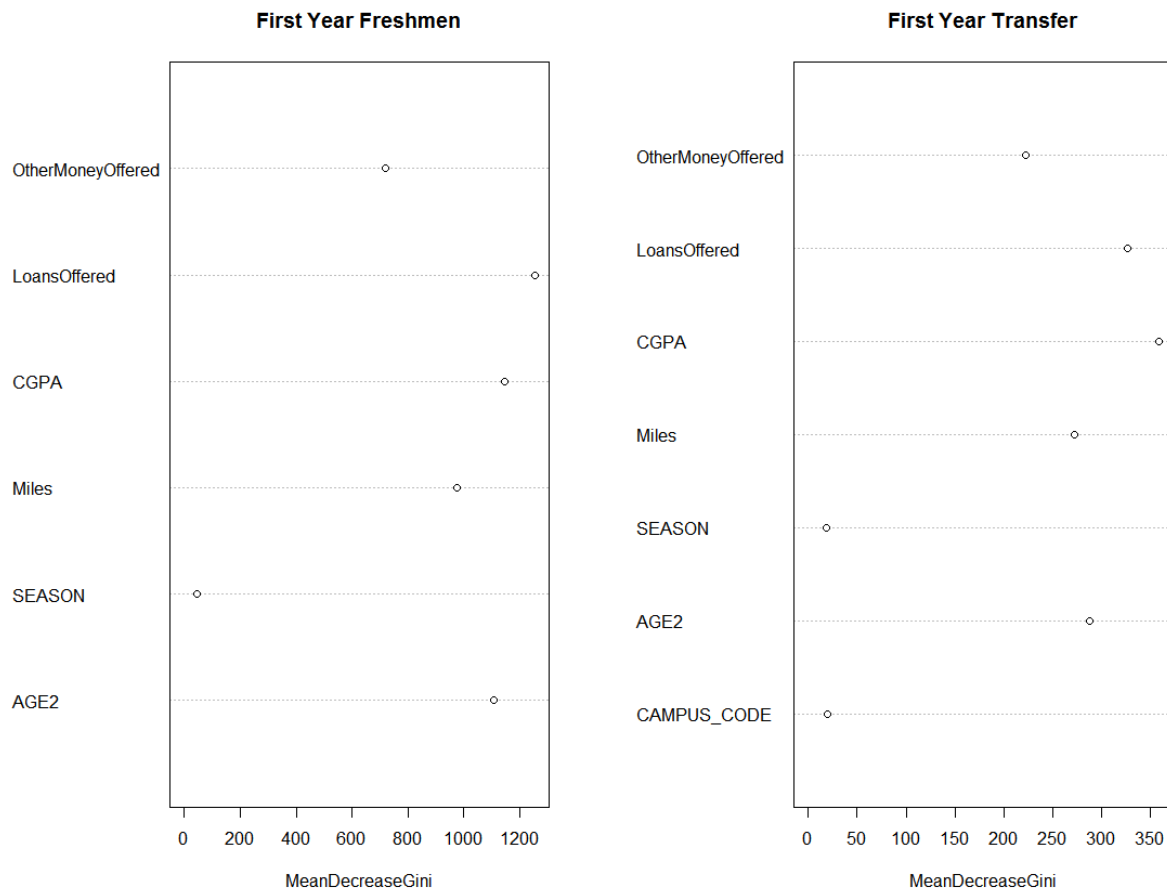 First Year Freshmen
OtherMoneyOffered
LoansOffered
CGPA
Miles
SEASON
AGE2
0 200 400 600 800 1000 1200
MeanDecreaseGini
First Year Transfer
OtherMoneyOffered
LoansOffered
CGPA
Miles
SEASON
AGE2
CAMPUS_CODE
0 50 100 150 200 250 300 350
MeanDecreaseGini